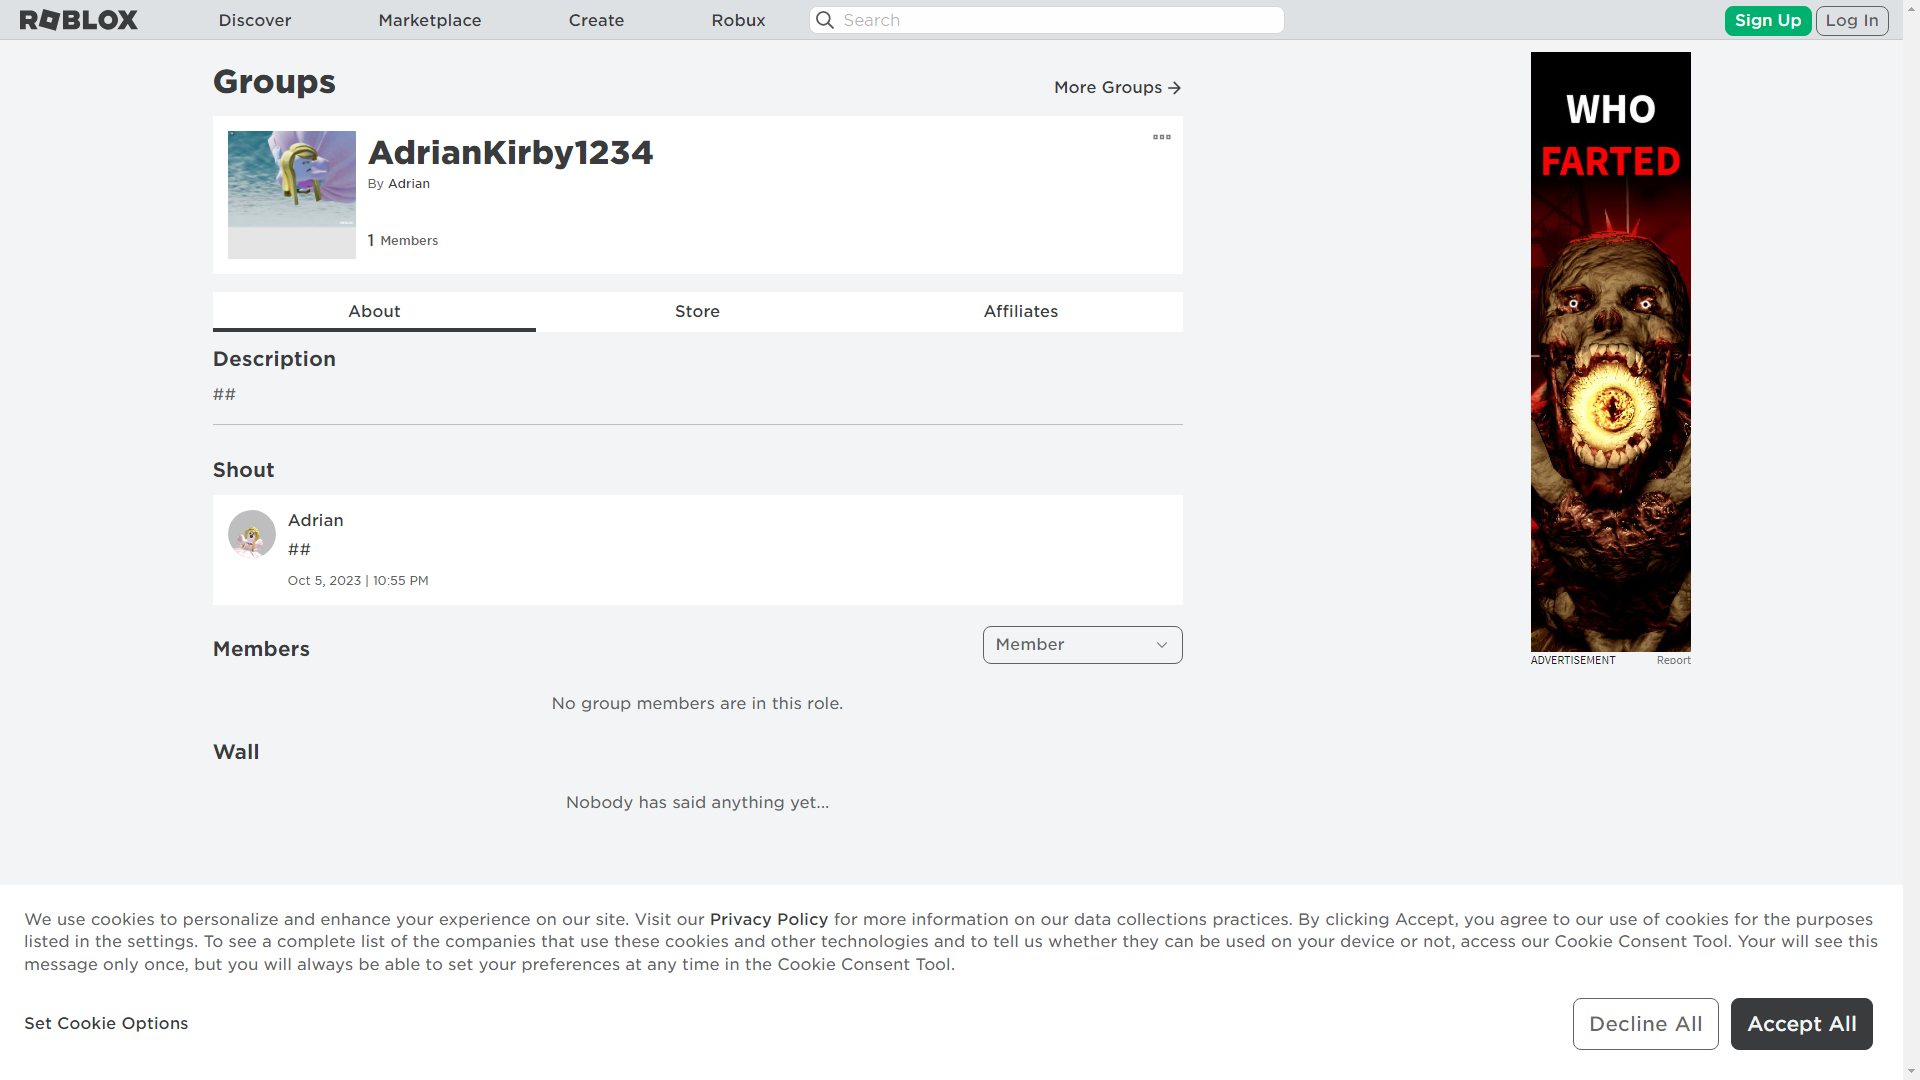 ROBLOX
Discover
Marketplace
Create
Robux
Search
Sign Up
Log In
Groups
More Groups
AdrianKirby1234
By Adrian
1 Members
About
Store
Affiliates
Description
##
Shout
Adrian
##
Oct 5, 2023 | 10:55 PM
Members
Member
No group members are in this role.
Wall
Nobody has said anything yet...
WHO
FARTED
ADVERTISEMENT
Report
We use cookies to personalize and enhance your experience on our site. Visit our Privacy Policy for more information on our data collections practices. By clicking Accept, you agree to our use of cookies for the purposes
listed in the settings. To see a complete list of the companies that use these cookies and other technologies and to tell us whether they can be used on your device or not, access our Cookie Consent Tool. Your will see this
message only once, but you will always be able to set your preferences at any time in the Cookie Consent Tool.
Set Cookie Options
Decline All
Accept All